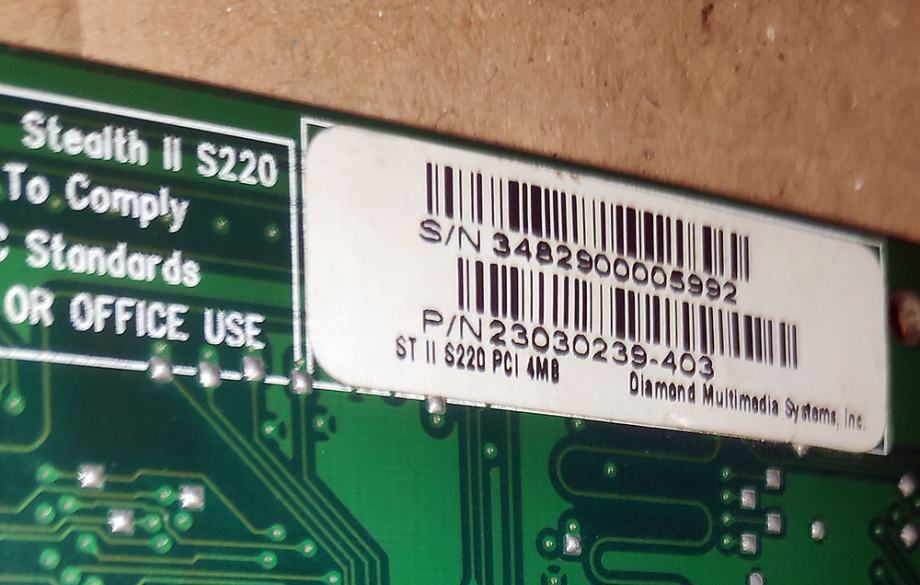 Stealth II S220
To Comply
C Standards
OR OFFICE USE
S/N 3482900005992
P/N 23030239-403
ST II S220 PCI 4MB
Diamond Multimedia Systems, Inc.